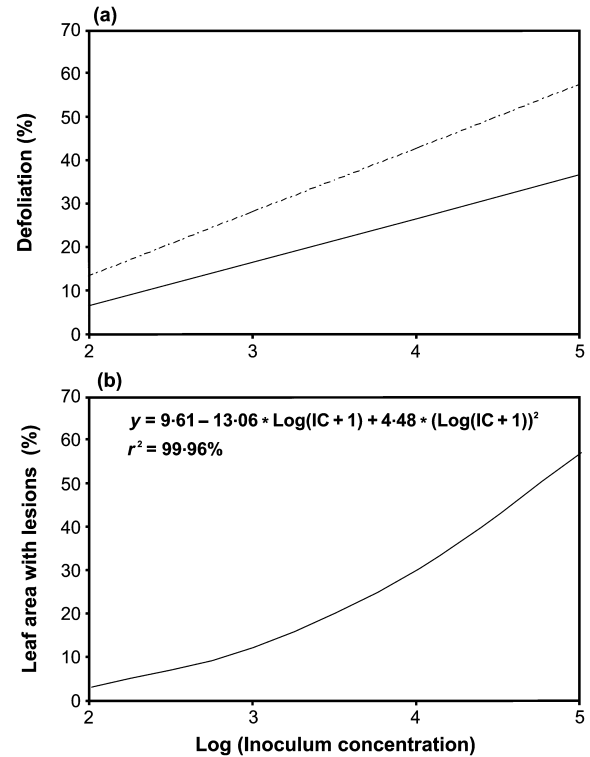 (a)
70
60
50
40
30
20
10
0
Defoliation (%)
2 3 4 5
(b)
70
60
50
40
30
20
10
0
Leaf area with lesions (%)
y = 9·61 – 13·06 * Log(IC + 1) + 4·48 * (Log(IC + 1))²
r² = 99·96%
2 3 4 5
Log (Inoculum concentration)